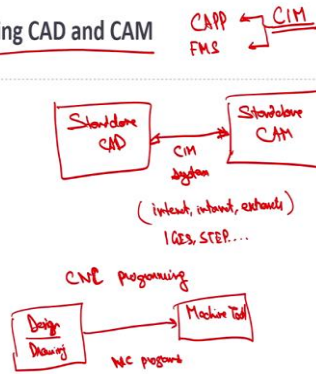 ing CAD and CAM
CAPP
CIM
FMS
Standalone
CAD
Standalone
CAM
CIM
System
(internet, intranet, extranets)
IGES, STEP....
CNC programming
Design
Drawing
Machine Tool
NC programs